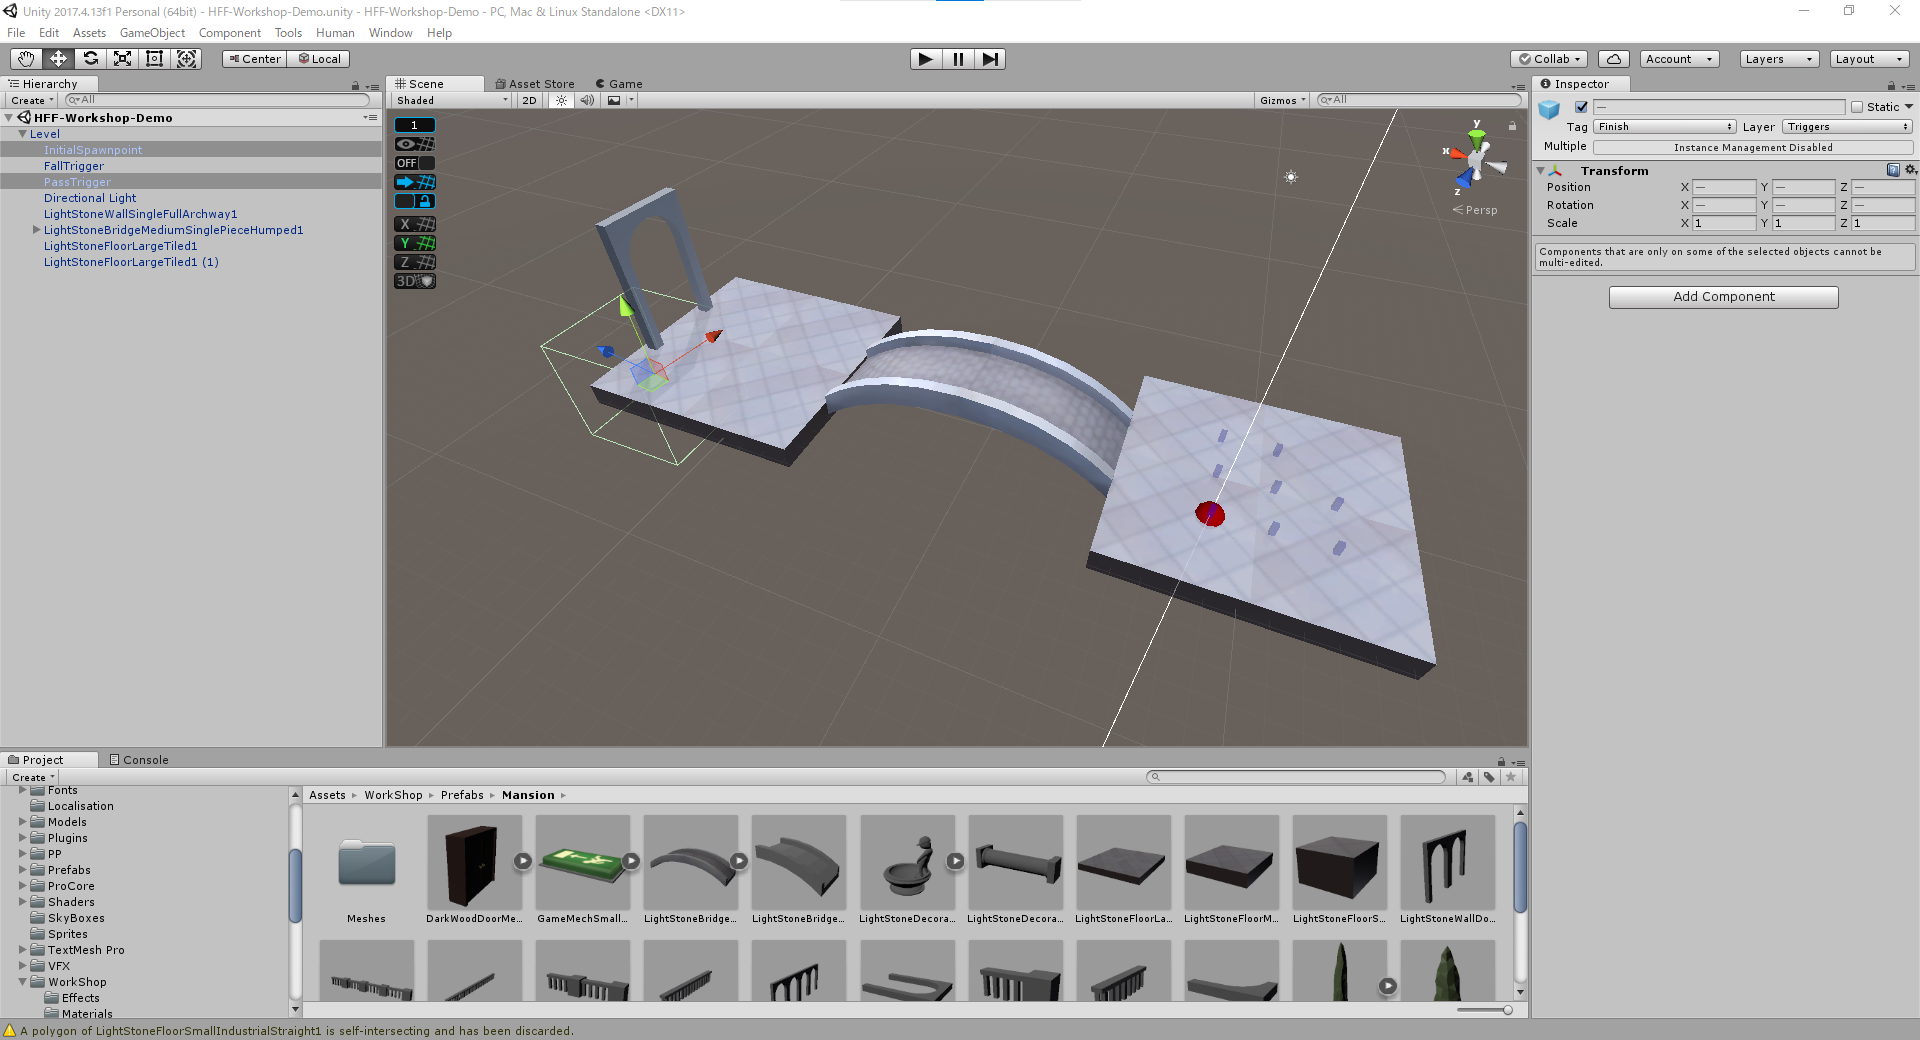 Unity 2017.4.13f1 Personal (64bit) - HFF-Workshop-Demo.unity - HFF-Workshop-Demo - PC, Mac & Linux Standalone <DX11>
File Edit Assets GameObject Component Tools Human Window Help
Center Local Collab Account Layers Layout
Hierarchy
Create All
HFF-Workshop-Demo
Level
InitialSpawnpoint
FallTrigger
PassTrigger
Directional Light
LightStoneWallSingleFullArchway1
LightStoneBridgeMediumSinglePieceHumped1
LightStoneFloorLargeTiled1
LightStoneFloorLargeTiled1 (1)
Scene Asset Store Game
Shaded 2D Gizmos All
1
OFF
X
Y
Z
3D
y
x
z
Persp
Inspector
— Static
Tag Finish Layer Triggers
Multiple Instance Management Disabled
Transform
Position X — Y — Z —
Rotation X — Y — Z —
Scale X 1 Y 1 Z 1
Components that are only on some of the selected objects cannot be
multi-edited.
Add Component
Project Console
Create
Fonts
Localisation
Models
Plugins
PP
Prefabs
ProCore
Shaders
SkyBoxes
Sprites
TextMesh Pro
VFX
WorkShop
Effects
Materials
Assets WorkShop Prefabs Mansion
Meshes DarkWoodDoorMe... GameMechSmall... LightStoneBridge... LightStoneBridge... LightStoneDecora... LightStoneDecora... LightStoneFloorLa... LightStoneFloorM... LightStoneFloorS... LightStoneWallDo...
A polygon of LightStoneFloorSmallIndustrialStraight1 is self-intersecting and has been discarded.